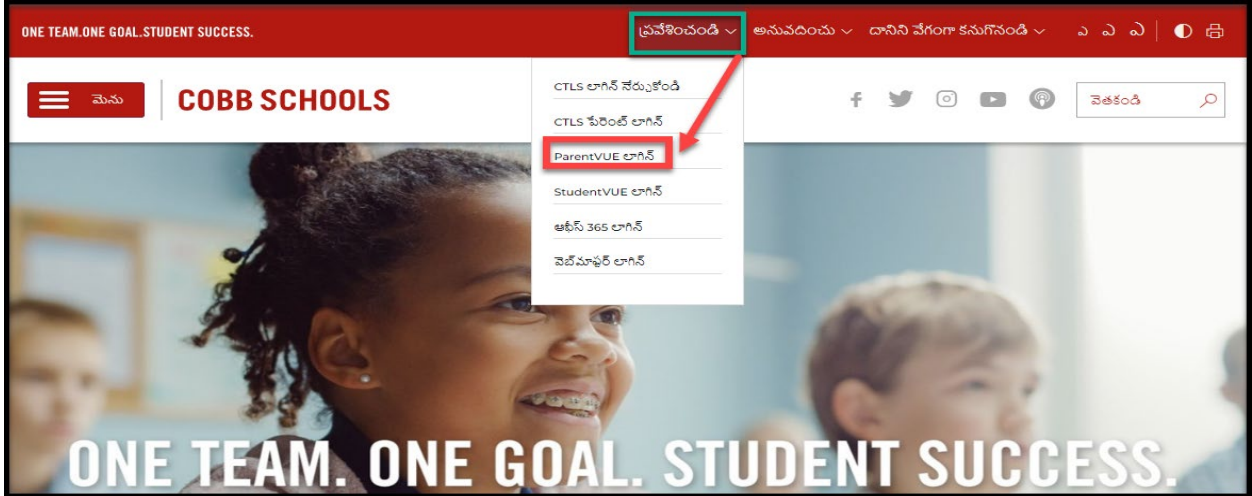 ONE TEAM.ONE GOAL.STUDENT SUCCESS.
ప్రవేశించండి
అనువదించు
దానిని వేగంగా కనుగొనండి
ఎ ఎ ఎ
మెను
COBB SCHOOLS
వెతకండి
CTLS లాగిన్ నేర్చుకోండి
CTLS పేరెంట్ లాగిన్
ParentVUE లాగిన్
StudentVUE లాగిన్
ఆఫీస్ 365 లాగిన్
వెబ్‌మాఫర్ లాగిన్
ONE TEAM. ONE GOAL. STUDENT SUCCESS.